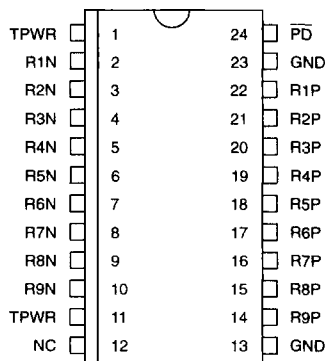 TPWR 1 24 PD
R1N 2 23 GND
R2N 3 22 R1P
R3N 4 21 R2P
R4N 5 20 R3P
R5N 6 19 R4P
R6N 7 18 R5P
R7N 8 17 R6P
R8N 9 16 R7P
R9N 10 15 R8P
TPWR 11 14 R9P
NC 12 13 GND